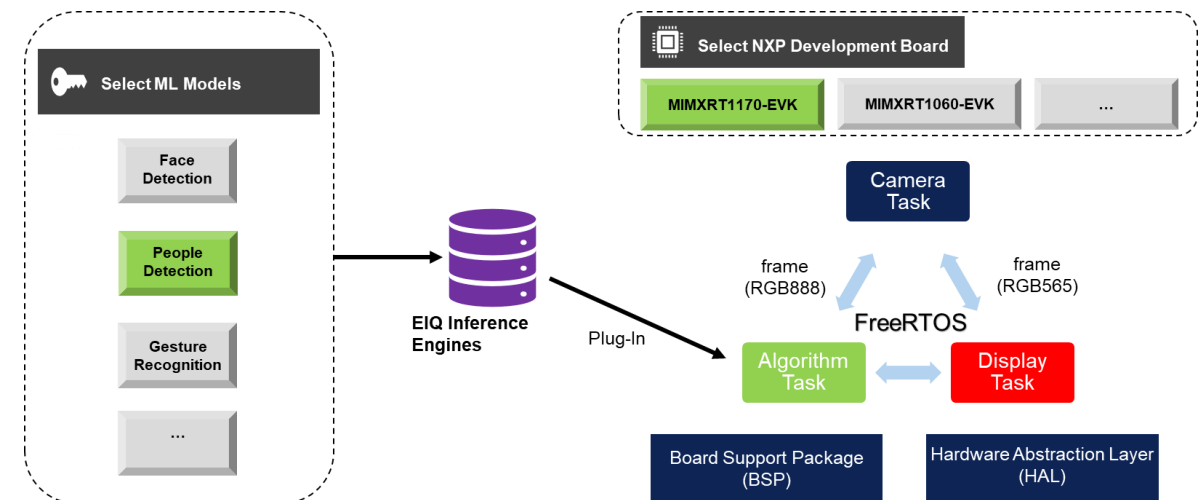 Select ML Models
Face
Detection
People
Detection
Gesture
Recognition
...
EIQ Inference
Engines
Plug-In
Select NXP Development Board
MIMXRT1170-EVK
MIMXRT1060-EVK
...
Camera
Task
frame
(RGB888)
frame
(RGB565)
FreeRTOS
Algorithm
Task
Display
Task
Board Support Package
(BSP)
Hardware Abstraction Layer
(HAL)